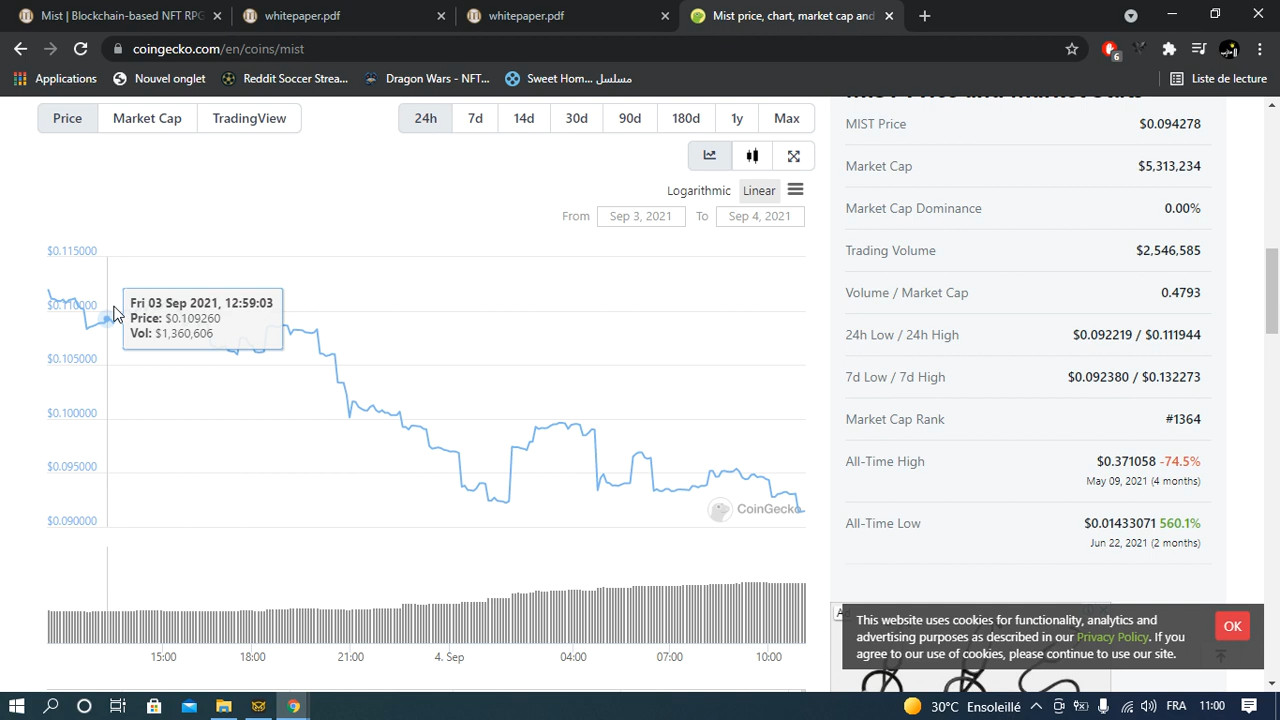 Mist | Blockchain-based NFT RPG
whitepaper.pdf
whitepaper.pdf
Mist price, chart, market cap and
coingecko.com/en/coins/mist
6
Applications
Nouvel onglet
Reddit Soccer Strea...
Dragon Wars - NFT...
Sweet Hom... مسلسل
Liste de lecture
Price
Market Cap
TradingView
24h
7d
14d
30d
90d
180d
1y
Max
Logarithmic
Linear
From
Sep 3, 2021
To
Sep 4, 2021
$0.115000
$0.110000
$0.105000
$0.100000
$0.095000
$0.090000
Fri 03 Sep 2021, 12:59:03
Price: $0.109260
Vol: $1,360,606
CoinGecko
15:00
18:00
21:00
4. Sep
04:00
07:00
10:00
MIST Price and Market Stats
MIST Price $0.094278
Market Cap $5,313,234
Market Cap Dominance 0.00%
Trading Volume $2,546,585
Volume / Market Cap 0.4793
24h Low / 24h High $0.092219 / $0.111944
7d Low / 7d High $0.092380 / $0.132273
Market Cap Rank #1364
All-Time High $0.371058 -74.5%
May 09, 2021 (4 months)
All-Time Low $0.01433071 560.1%
Jun 22, 2021 (2 months)
This website uses cookies for functionality, analytics and
advertising purposes as described in our Privacy Policy. If you
agree to our use of cookies, please continue to use our site.
OK
30°C Ensoleillé
FRA
11:00